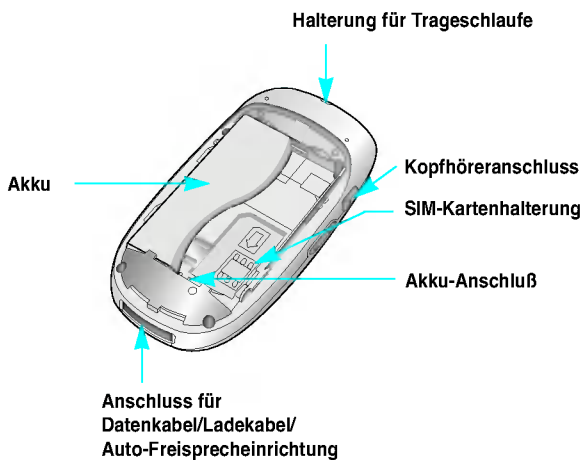 Halterung für Trageschlaufe
Kopfhöreranschluss
Akku
SIM-Kartenhalterung
Akku-Anschluß
Anschluss für
Datenkabel/Ladekabel/
Auto-Freisprecheinrichtung